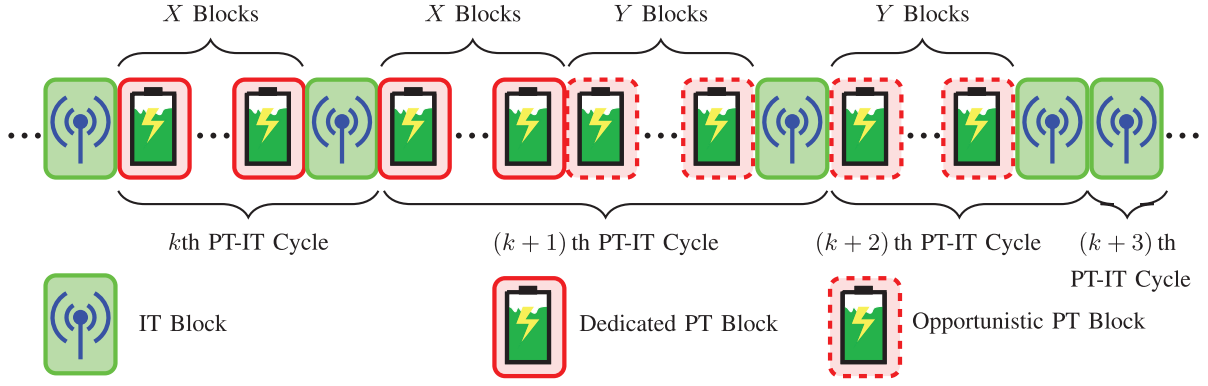 X Blocks X Blocks Y Blocks Y Blocks
kth PT-IT Cycle (k + 1) th PT-IT Cycle (k + 2) th PT-IT Cycle (k + 3) th
PT-IT Cycle
IT Block Dedicated PT Block Opportunistic PT Block